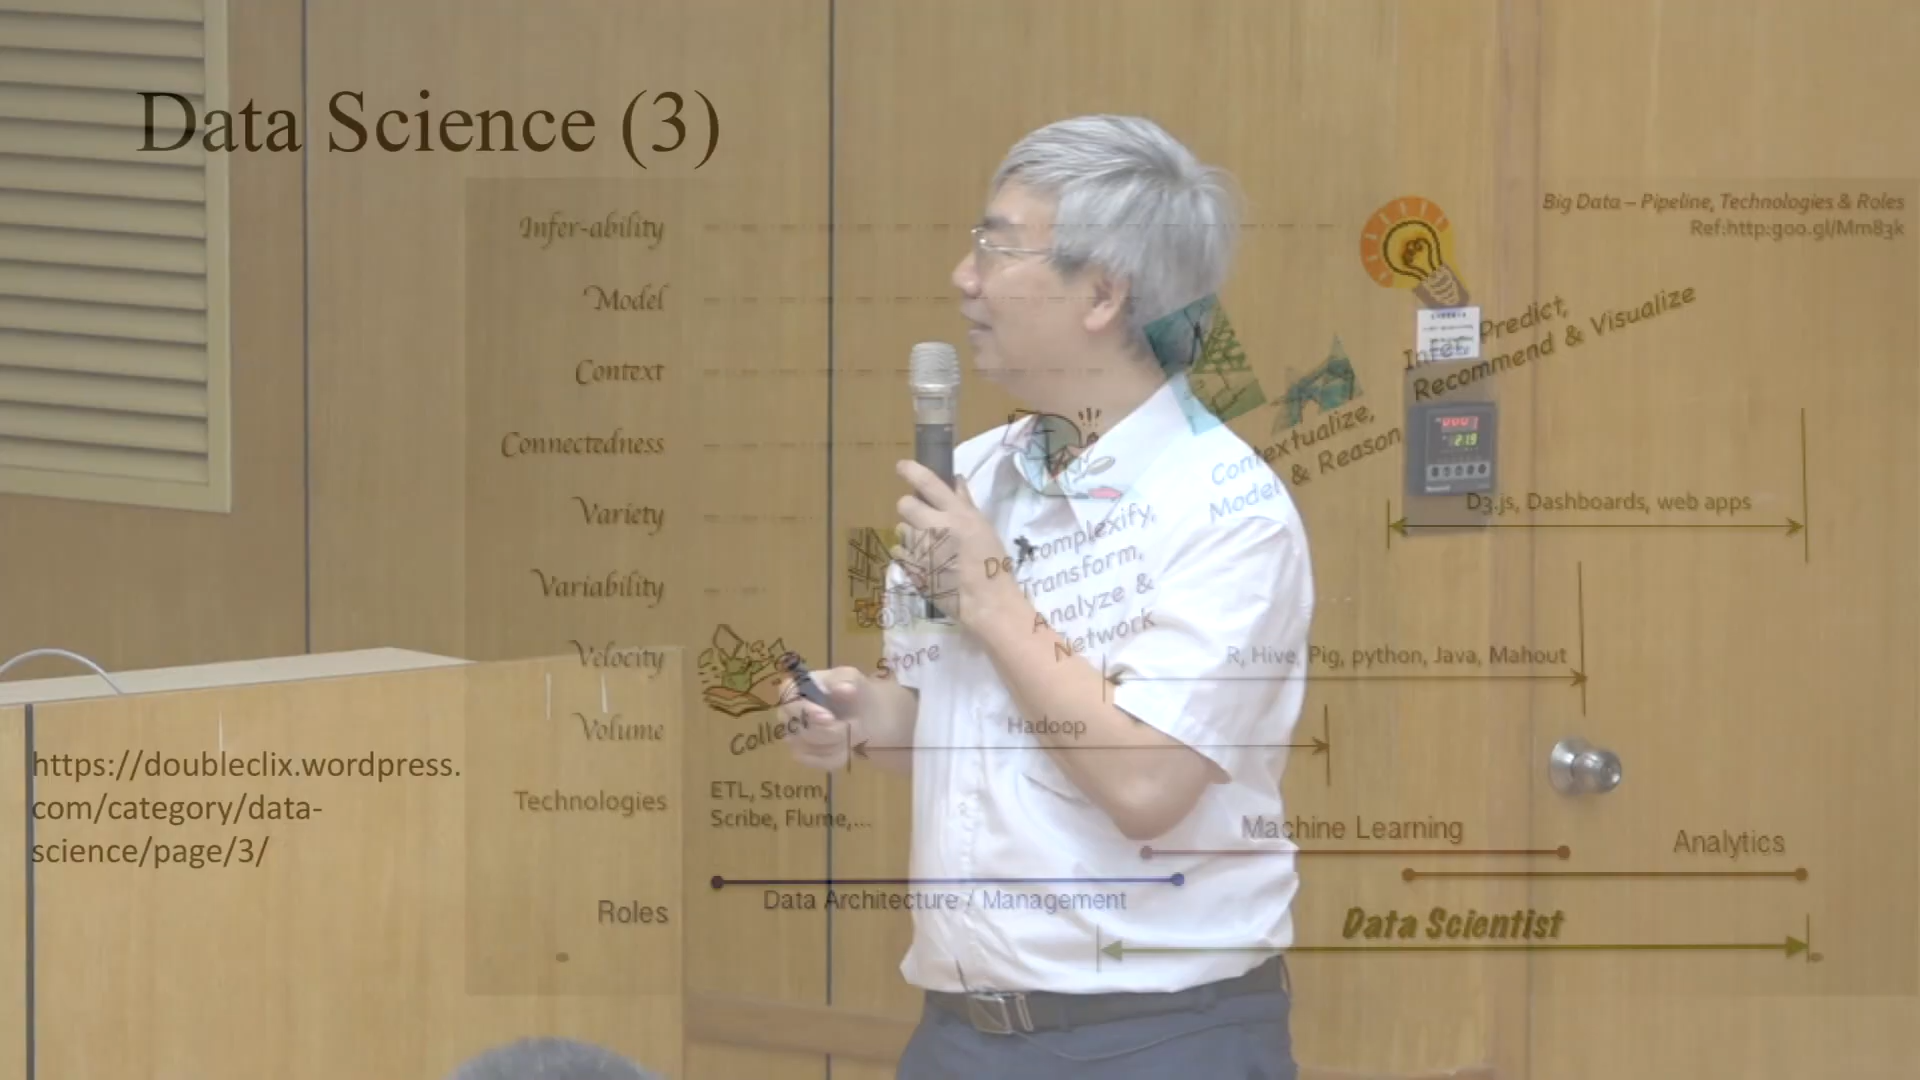 Data Science (3)
Big Data – Pipeline, Technologies & Roles
Ref:http:goo.gl/Mm83k
Infer-ability
Model
Context
Connectedness
Variety
Variability
Velocity
Volume
Technologies
Roles
Infer, Predict,
Recommend & Visualize
Contextualize,
Model & Reason
De-complexify,
Transform,
Analyze &
Network
Store
Collect
D3.js, Dashboards, web apps
R, Hive, Pig, python, Java, Mahout
Hadoop
ETL, Storm,
Scribe, Flume,...
Machine Learning
Analytics
Data Architecture / Management
Data Scientist
https://doubleclix.wordpress.
com/category/data-
science/page/3/